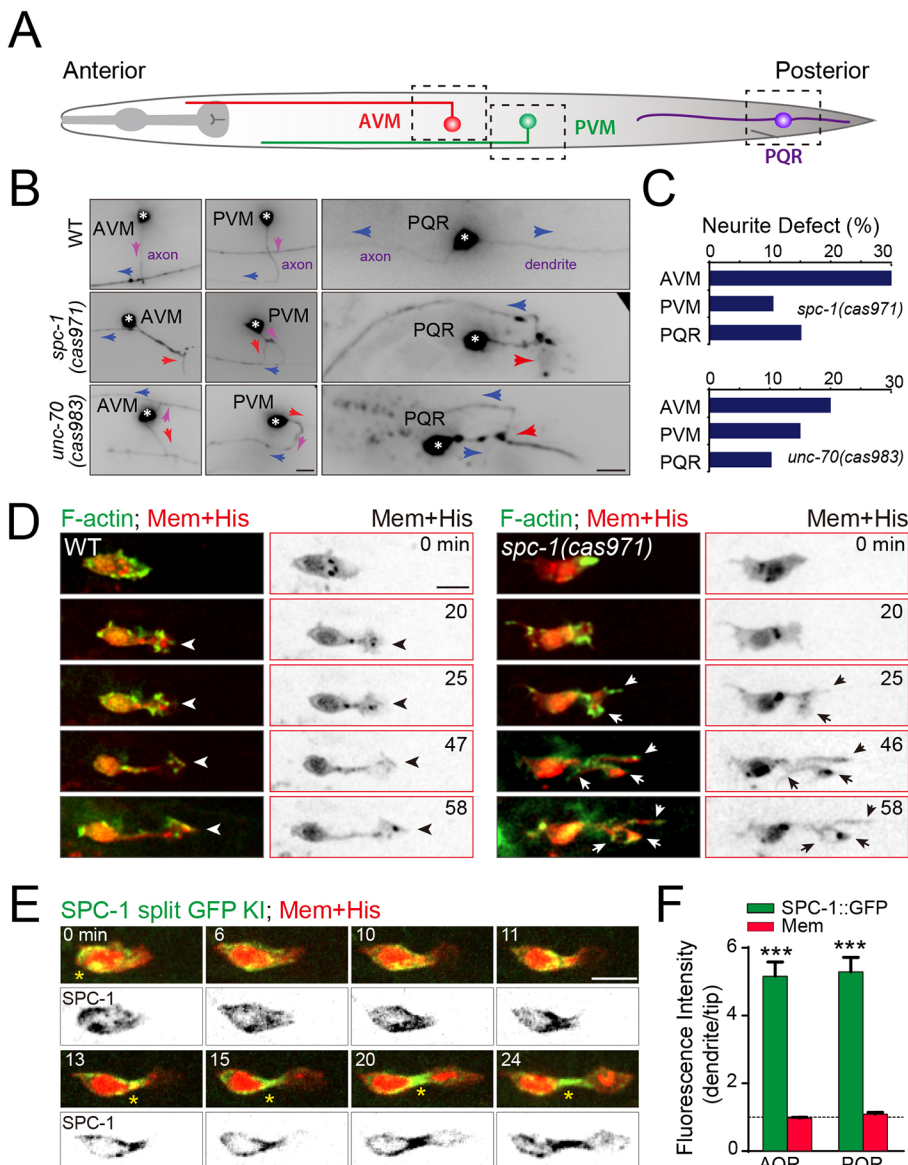 A
Anterior
Posterior
AVM
PVM
PQR
B
C
WT
AVM
axon
PVM
axon
PQR
axon
dendrite
spc-1
(cas971)
AVM
PVM
PQR
unc-70
(cas983)
AVM
PVM
PQR
Neurite Defect (%)
0 10 20 30
AVM
PVM
PQR
spc-1(cas971)
0 10 20 30
AVM
PVM
PQR
unc-70(cas983)
D
F-actin; Mem+His
Mem+His
F-actin; Mem+His
Mem+His
WT
0 min
spc-1(cas971)
0 min
20
20
25
25
47
46
58
58
E
SPC-1 split GFP KI; Mem+His
0 min
6
10
11
SPC-1
13
15
20
24
SPC-1
F
SPC-1::GFP
Mem
Fluorescence Intensity
(dendrite/tip)
6
4
2
0
***
***
AQR
PQR